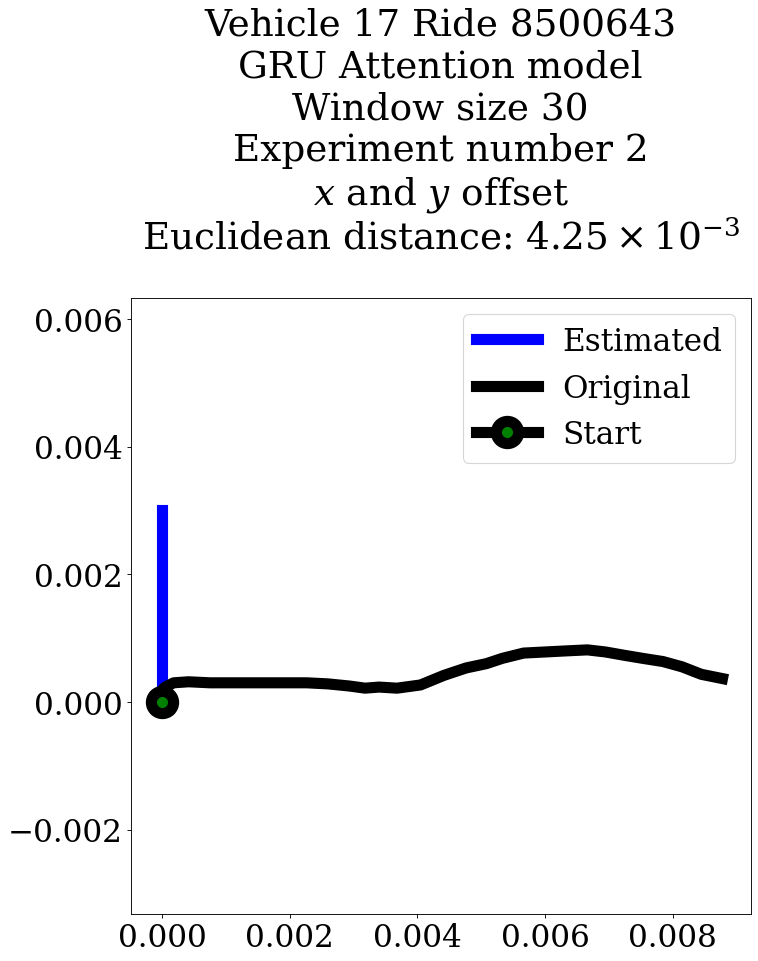 Vehicle 17 Ride 8500643
GRU Attention model
Window size 30
Experiment number 2
x and y offset
Euclidean distance: 4.25 × 10⁻³
0.006
0.004
0.002
0.000
−0.002
Estimated
Original
Start
0.000 0.002 0.004 0.006 0.008